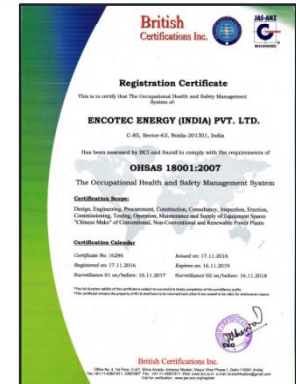 British
Certifications Inc.
JAS-ANZ
C
Registration Certificate
This is to certify that The Occupational Health and Safety Management
System of:
ENCOTEC ENERGY (INDIA) PVT. LTD.
C-85, Sector-63, Noida-201301, India
Has been assessed by BCI and found to comply with the requirements of
OHSAS 18001:2007
The Occupational Health and Safety Management System
Certification Scope:
Design, Engineering, Procurement, Construction, Consultancy, Inspection, Erection,
Commissioning, Testing, Operation, Maintenance and Supply of Equipment Spares
"Chinese Make" of Conventional, Non-Conventional and Renewable Power Plants
Certification Calendar
Certificate No. 16296
Issued on: 17.11.2016
Registered on: 17.11.2016
Expires on: 16.11.2019
Surveillance 01 on/before: 16.11.2017
Surveillance 02 on/before: 16.11.2018
CEO
British Certifications Inc.